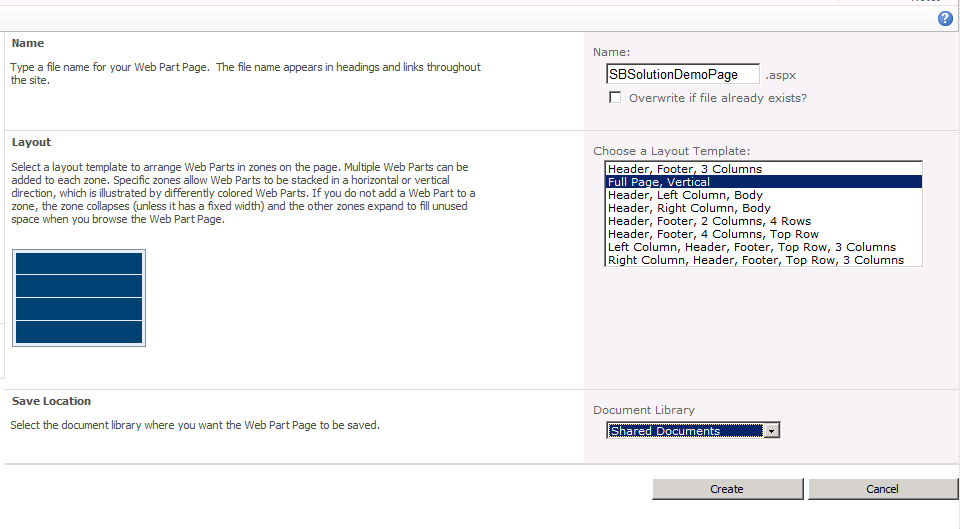 Name
Type a file name for your Web Part Page. The file name appears in headings and links throughout
the site.
Name:
SBSolutionDemoPage .aspx
Overwrite if file already exists?
Layout
Select a layout template to arrange Web Parts in zones on the page. Multiple Web Parts can be
added to each zone. Specific zones allow Web Parts to be stacked in a horizontal or vertical
direction, which is illustrated by differently colored Web Parts. If you do not add a Web Part to a
zone, the zone collapses (unless it has a fixed width) and the other zones expand to fill unused
space when you browse the Web Part Page.
Choose a Layout Template:
Header, Footer, 3 Columns
Full Page, Vertical
Header, Left Column, Body
Header, Right Column, Body
Header, Footer, 2 Columns, 4 Rows
Header, Footer, 4 Columns, Top Row
Left Column, Header, Footer, Top Row, 3 Columns
Right Column, Header, Footer, Top Row, 3 Columns
Save Location
Select the document library where you want the Web Part Page to be saved.
Document Library
Shared Documents
Create Cancel